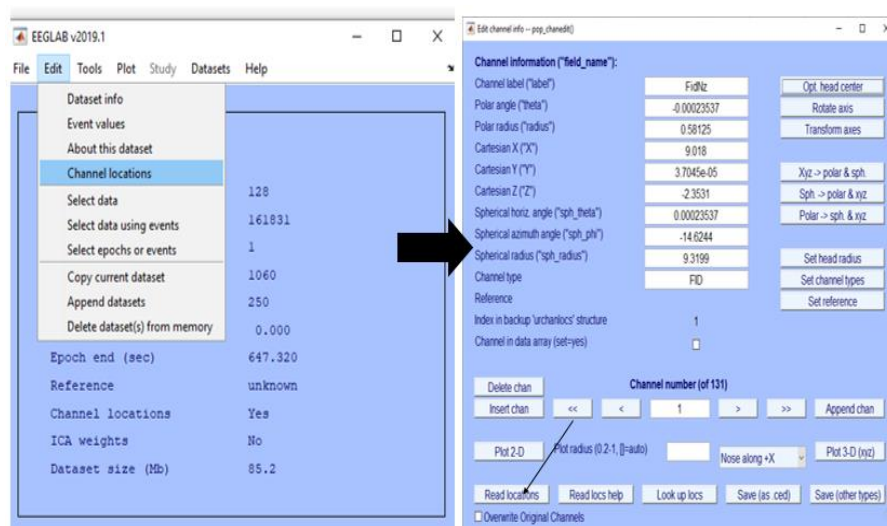 EEGLAB v2019.1
File Edit Tools Plot Study Datasets Help
Dataset info
Event values
About this dataset
Channel locations
Select data
Select data using events
Select epochs or events
Copy current dataset
Append datasets
Delete dataset(s) from memory
128
161831
1
1060
250
0.000
Epoch end (sec) 647.320
Reference unknown
Channel locations Yes
ICA weights No
Dataset size (Mb) 85.2
Edit channel info -- pop_chanedit()
Channel information ("field_name"):
Channel label ("label") FidNz Opt. head center
Polar angle ("theta") -0.00023537 Rotate axis
Polar radius ("radius") 0.58125 Transform axes
Cartesian X ("X") 9.018
Cartesian Y ("Y") 3.7045e-05 Xyz -> polar & sph.
Cartesian Z ("Z") -2.3531 Sph. -> polar & xyz
Spherical horiz. angle ("sph_theta") 0.00023537 Polar -> sph. & xyz
Spherical azimuth angle ("sph_phi") -14.6244
Spherical radius ("sph_radius") 9.3199 Set head radius
Channel type FID Set channel types
Reference Set reference
Index in backup 'urchanlocs' structure 1
Channel in data array (set=yes)
Delete chan Channel number (of 131)
Insert chan << < 1 > >> Append chan
Plot 2-D Plot radius (0.2-1, []=auto) Nose along +X Plot 3-D (xyz)
Read locations Read locs help Look up locs Save (as .ced) Save (other types)
Overwrite Original Channels